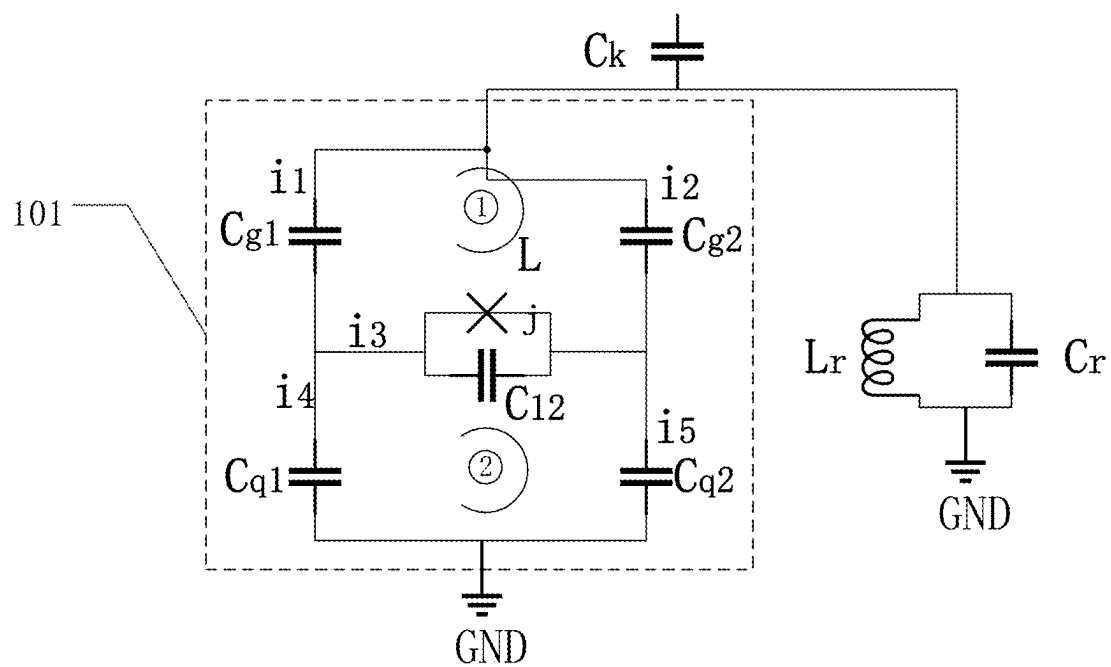 Ck
i1
i2
①
101
Cg1
Cg2
L
j
i3
Lr
Cr
i4
C12
i5
②
Cq1
Cq2
GND
GND